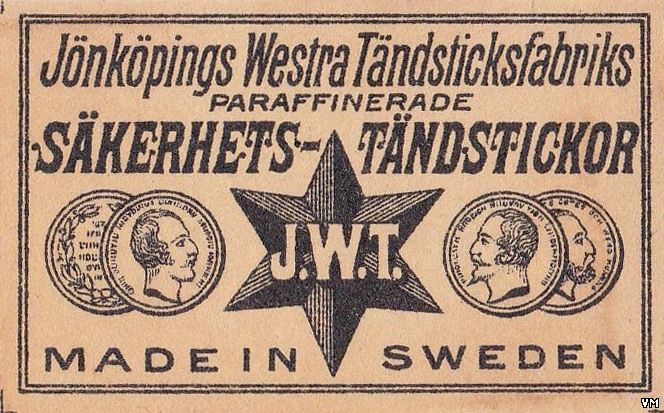 Jönköpings Westra Tändsticksfabriks
PARAFFINERADE
SÄKERHETS- TÄNDSTICKOR
J.W.T.
MADE IN SWEDEN
VM